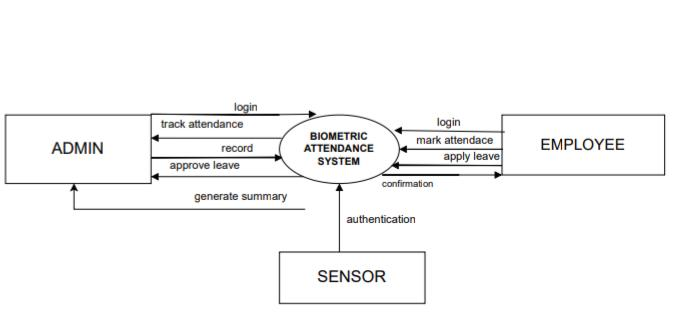 login
track attendance
ADMIN
record
approve leave
generate summary
BIOMETRIC
ATTENDANCE
SYSTEM
login
mark attendace
apply leave
confirmation
EMPLOYEE
authentication
SENSOR